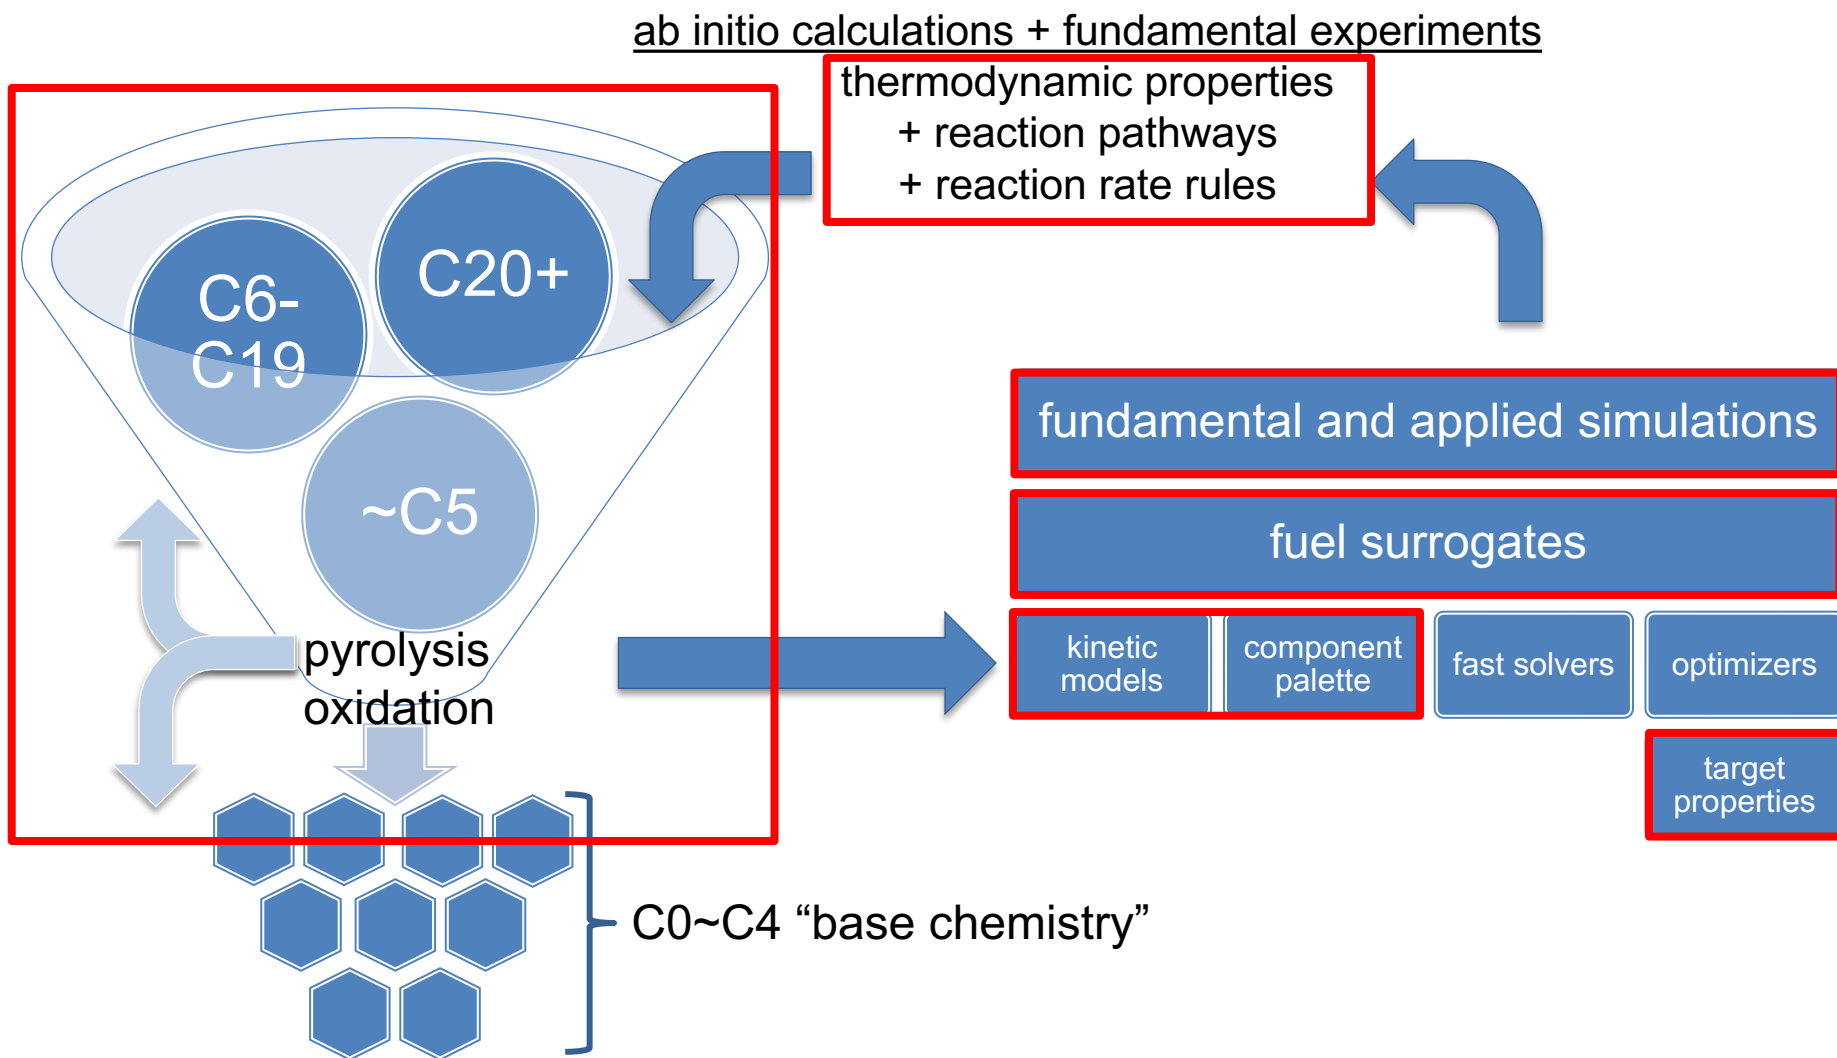 ab initio calculations + fundamental experiments
thermodynamic properties
+ reaction pathways
+ reaction rate rules
C20+
C6-
C19
~C5
pyrolysis
oxidation
C0~C4 “base chemistry”
fundamental and applied simulations
fuel surrogates
kinetic
models
component
palette
fast solvers
optimizers
target
properties